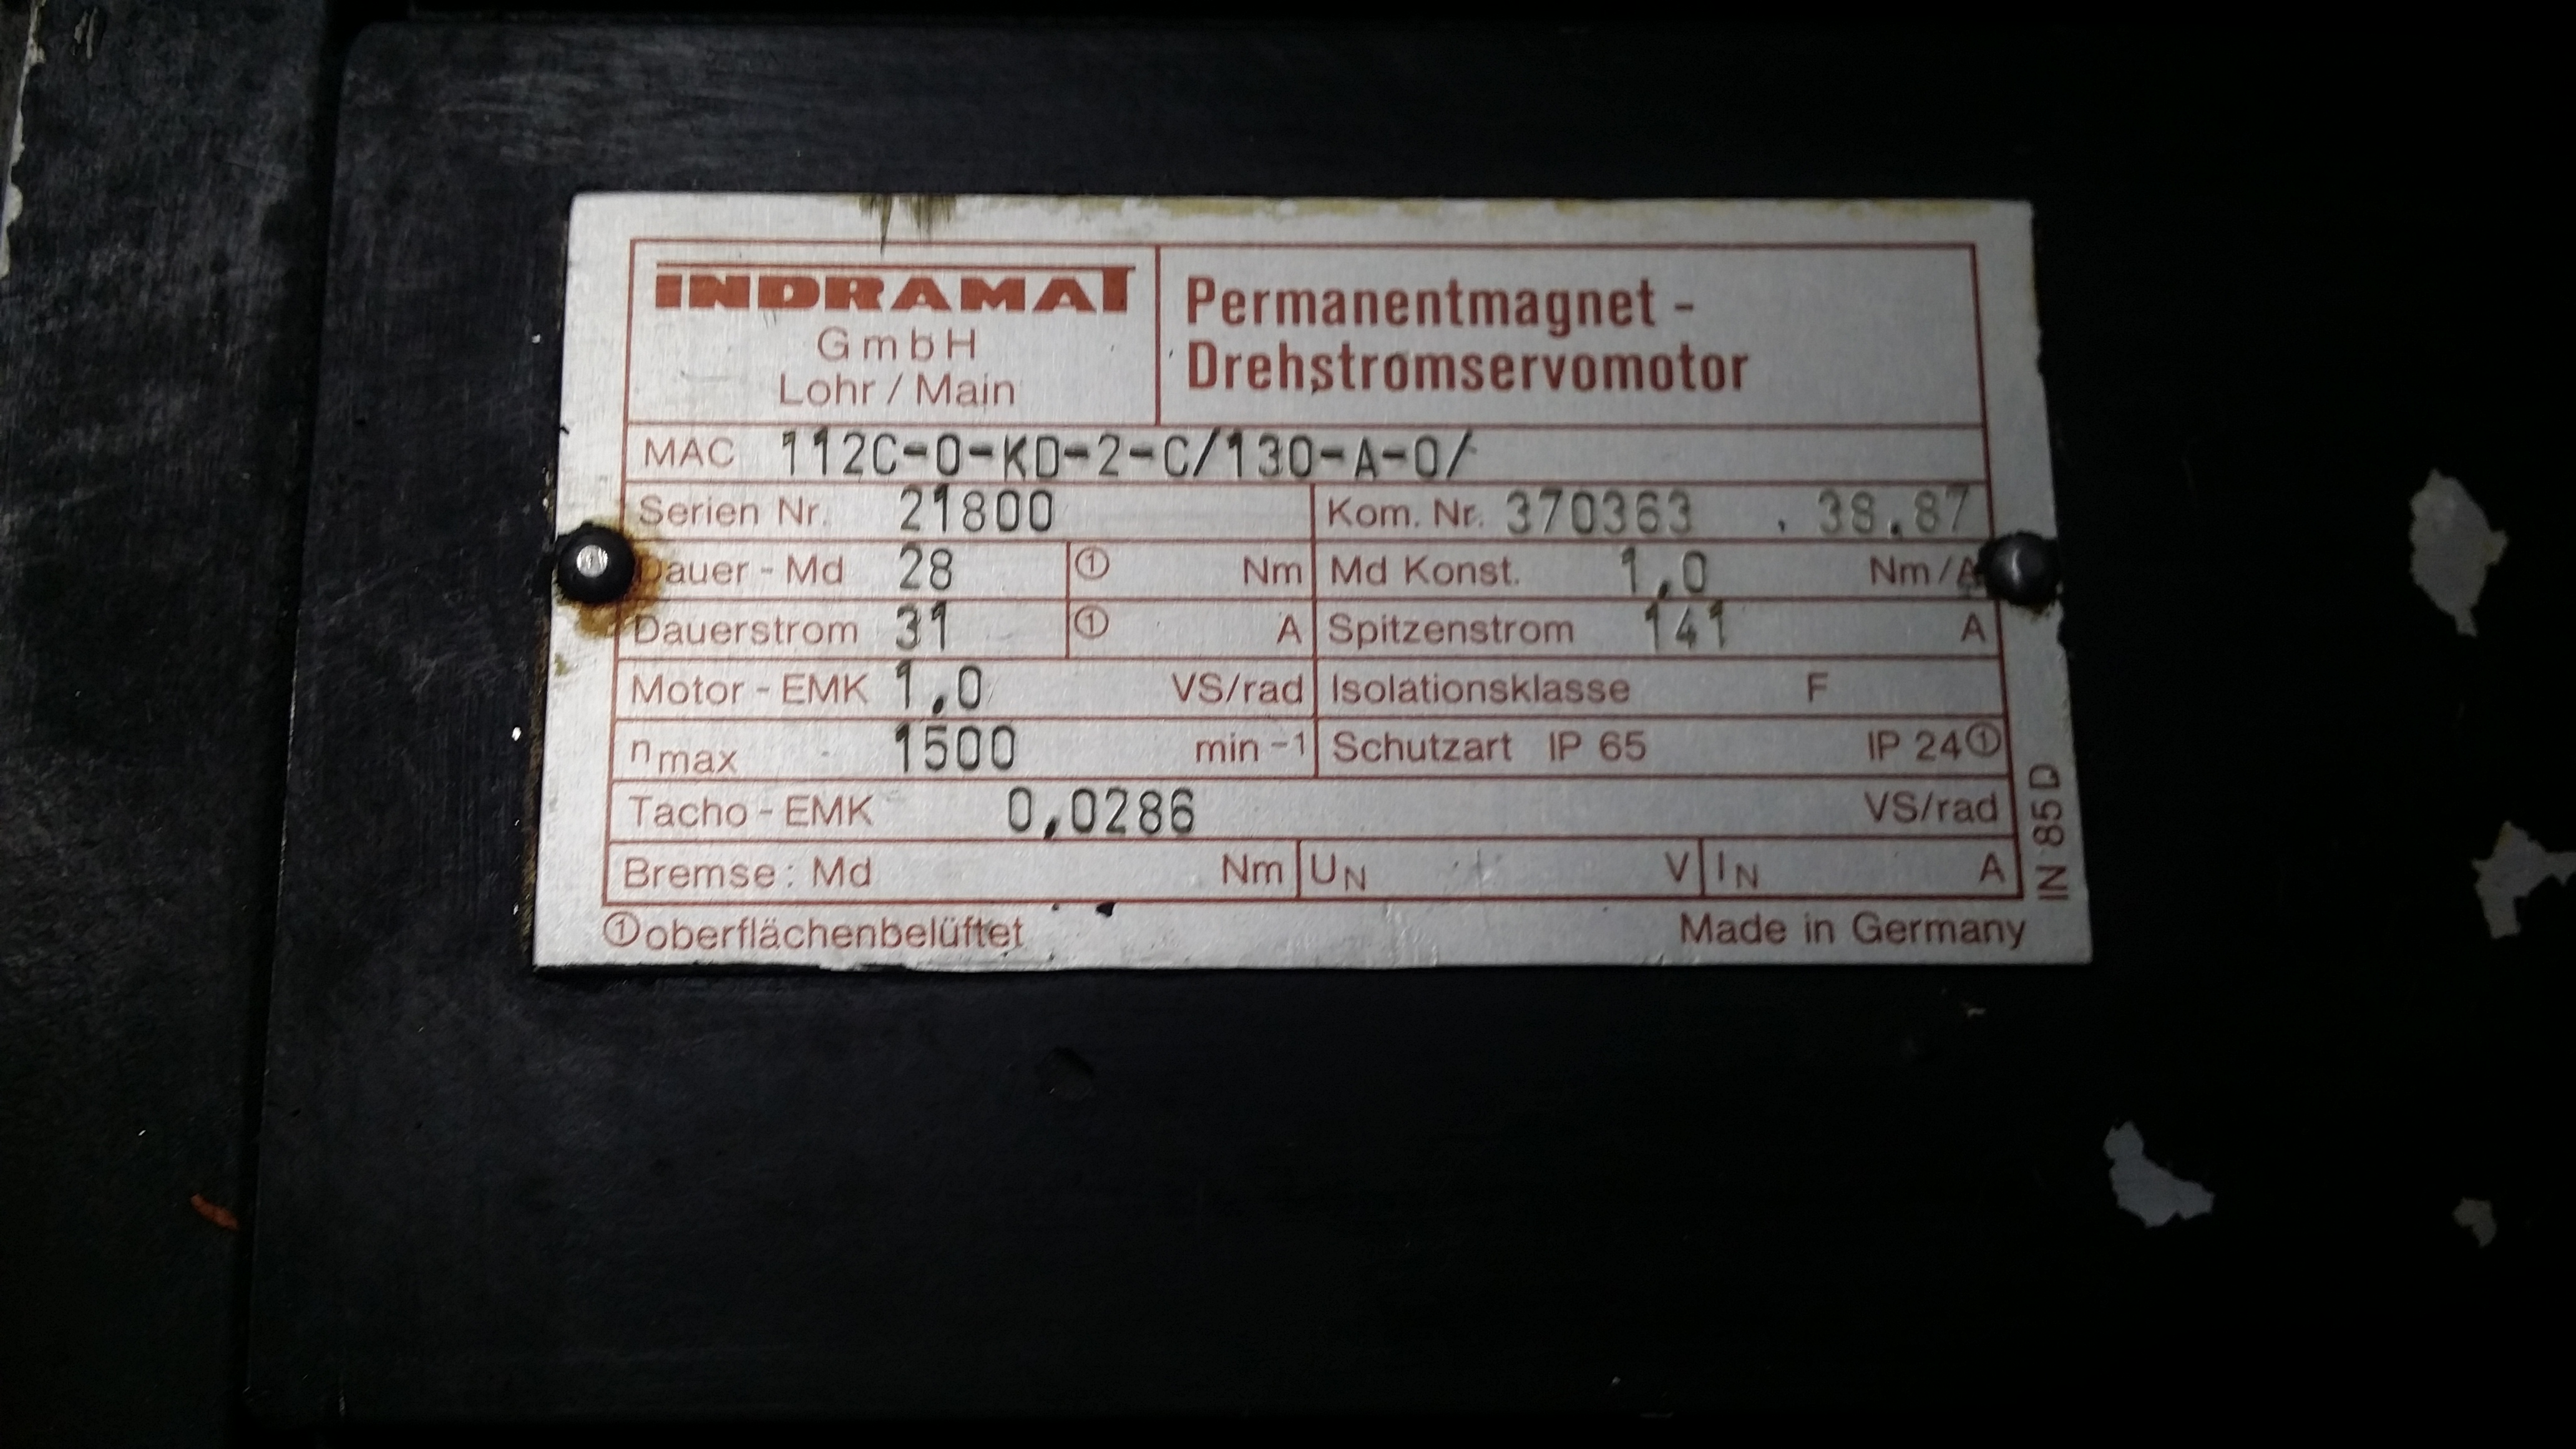 INDRAMAT
GmbH
Lohr / Main
Permanentmagnet -
Drehstromservomotor
MAC 112C-0-KD-2-C/130-A-0/
Serien Nr. 21800 Kom. Nr. 370363 . 38.87
Dauer - Md 28 ① Nm Md Konst. 1,0 Nm/A
Dauerstrom 31 ① A Spitzenstrom 141 A
Motor - EMK 1,0 VS/rad Isolationsklasse F
nmax 1500 min -1 Schutzart IP 65 IP 24①
Tacho - EMK 0,0286 VS/rad
Bremse : Md Nm UN V IN A
①oberflächenbelüftet Made in Germany
IN 85D